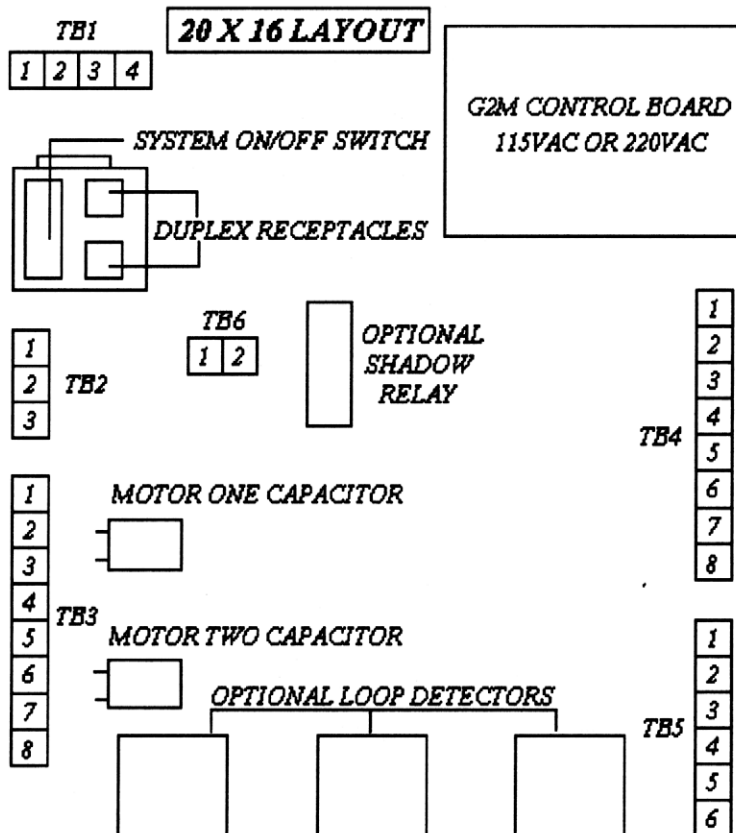 TB1
20 X 16 LAYOUT
1 2 3 4
G2M CONTROL BOARD
115VAC OR 220VAC
SYSTEM ON/OFF SWITCH
DUPLEX RECEPTACLES
TB6
1 2
OPTIONAL
SHADOW
RELAY
1
2
3
TB2
1
2
3
4
5
6
7
8
TB4
1
2
3
4
5
6
7
8
TB3
MOTOR ONE CAPACITOR
MOTOR TWO CAPACITOR
OPTIONAL LOOP DETECTORS
TB5
1
2
3
4
5
6